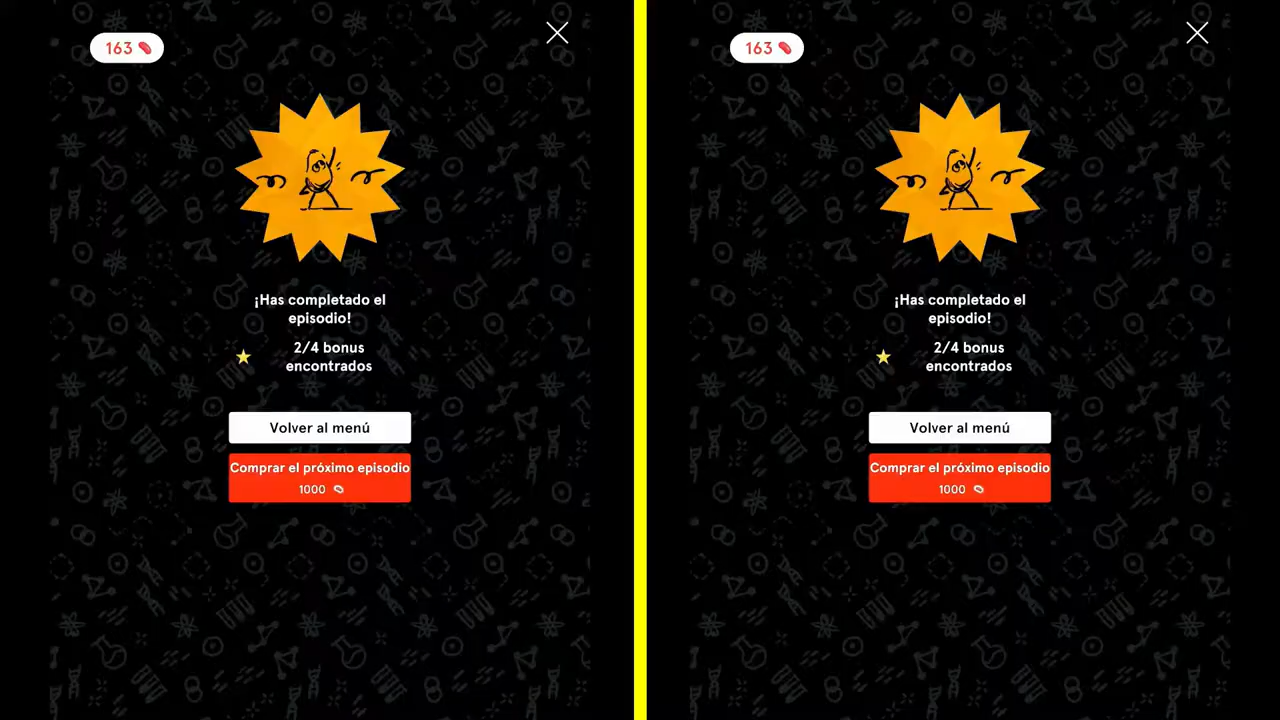 163
¡Has completado el
episodio!
2/4 bonus
encontrados
Volver al menú
Comprar el próximo episodio
1000
163
¡Has completado el
episodio!
2/4 bonus
encontrados
Volver al menú
Comprar el próximo episodio
1000